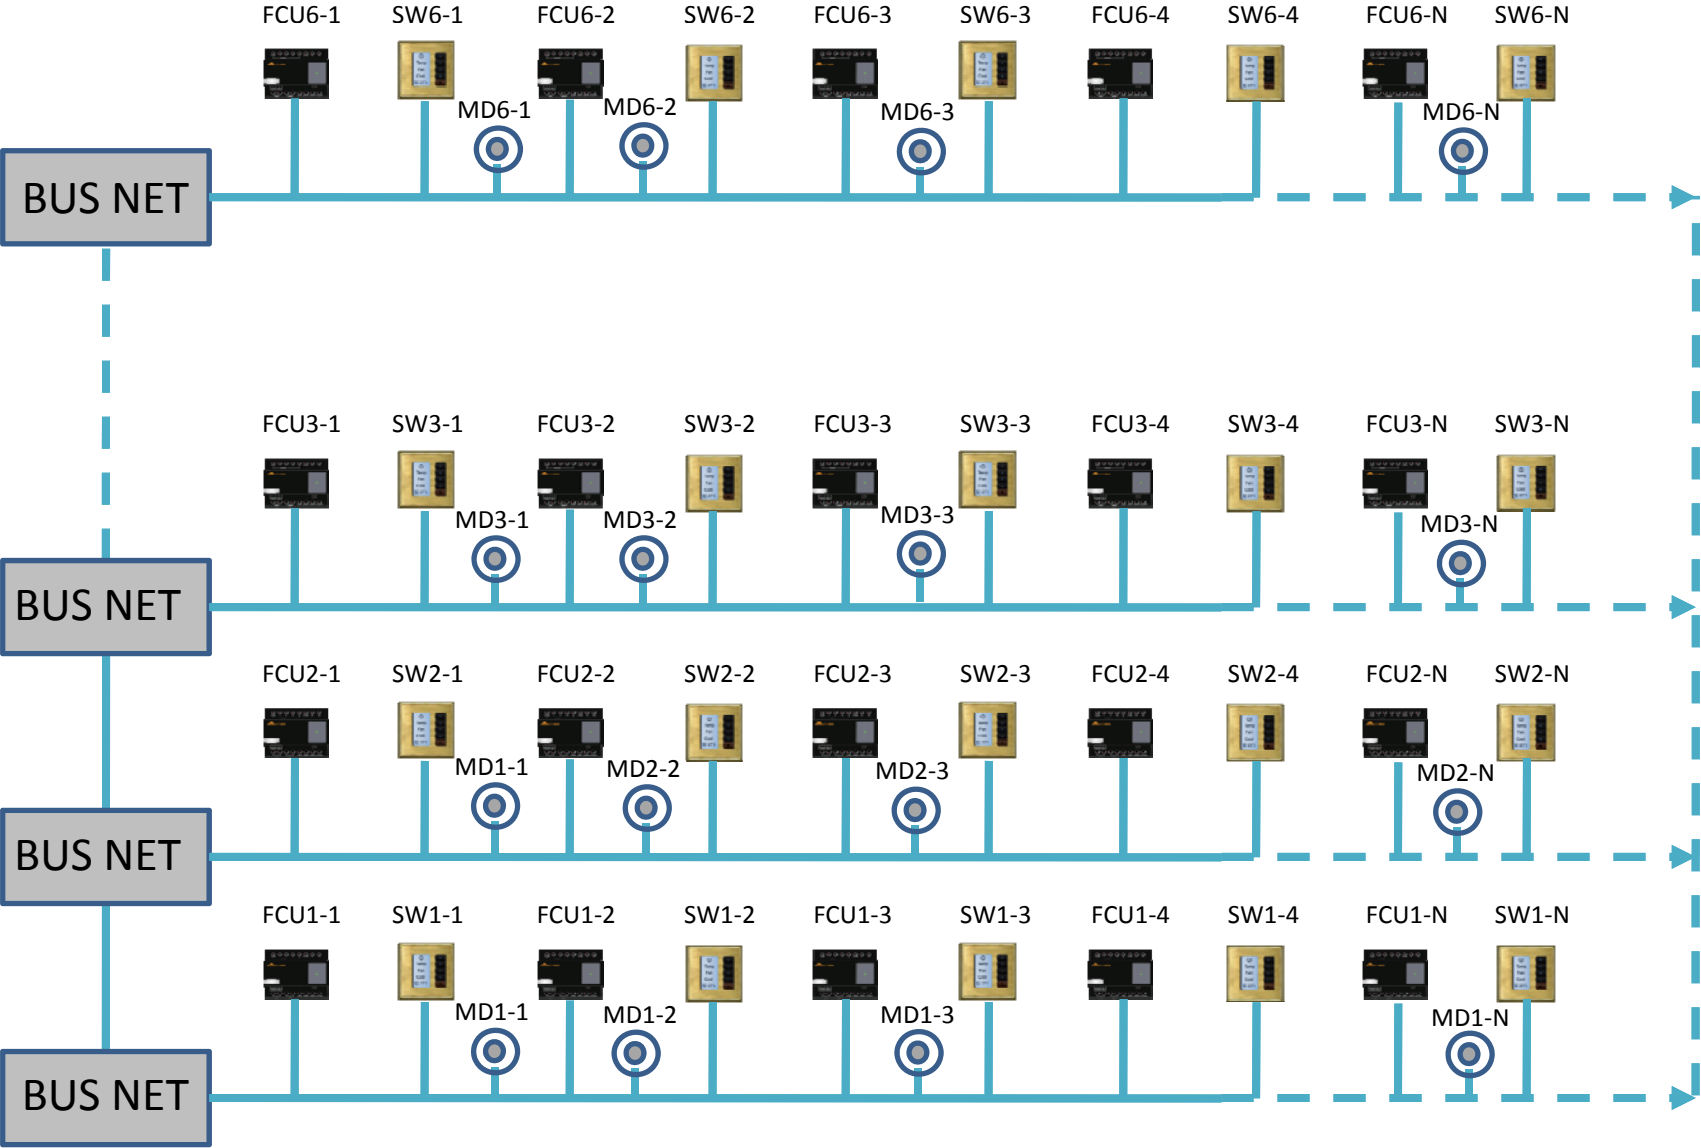 FCU6-1 SW6-1 FCU6-2 SW6-2 FCU6-3 SW6-3 FCU6-4 SW6-4 FCU6-N SW6-N
MD6-1 MD6-2 MD6-3 MD6-N
BUS NET
FCU3-1 SW3-1 FCU3-2 SW3-2 FCU3-3 SW3-3 FCU3-4 SW3-4 FCU3-N SW3-N
MD3-1 MD3-2 MD3-3 MD3-N
BUS NET
FCU2-1 SW2-1 FCU2-2 SW2-2 FCU2-3 SW2-3 FCU2-4 SW2-4 FCU2-N SW2-N
MD1-1 MD2-2 MD2-3 MD2-N
BUS NET
FCU1-1 SW1-1 FCU1-2 SW1-2 FCU1-3 SW1-3 FCU1-4 SW1-4 FCU1-N SW1-N
MD1-1 MD1-2 MD1-3 MD1-N
BUS NET